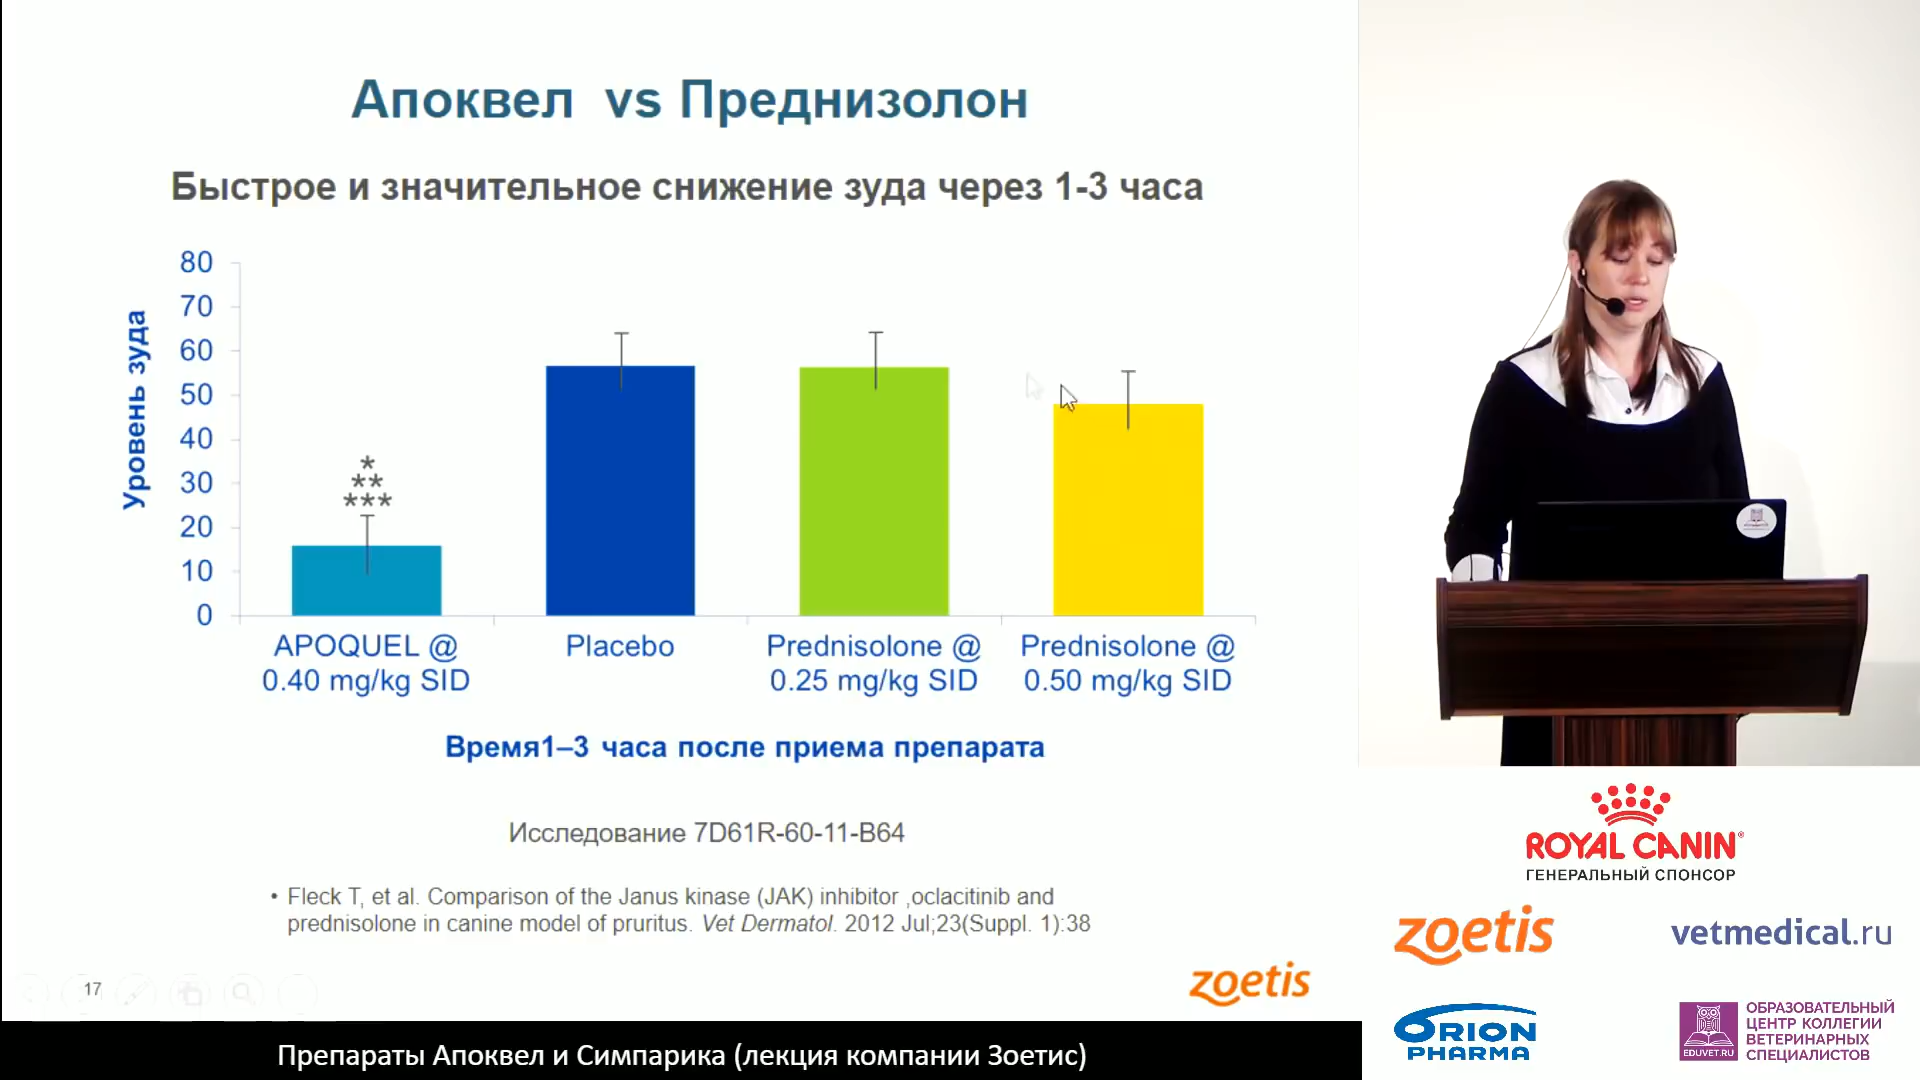 Апоквел vs Преднизолон
Быстрое и значительное снижение зуда через 1-3 часа
Уровень зуда
80
70
60
50
40
30
20
10
0
*
**
***
APOQUEL @
0.40 mg/kg SID
Placebo
Prednisolone @
0.25 mg/kg SID
Prednisolone @
0.50 mg/kg SID
Время1–3 часа после приема препарата
Исследование 7D61R-60-11-B64
• Fleck T, et al. Comparison of the Janus kinase (JAK) inhibitor ,oclacitinib and
prednisolone in canine model of pruritus. Vet Dermatol. 2012 Jul;23(Suppl. 1):38
17
zoetis
Препараты Апоквел и Симпарика (лекция компании Зоетис)
ROYAL CANIN®
ГЕНЕРАЛЬНЫЙ СПОНСОР
zoetis
vetmedical.ru
ORION
PHARMA
EDUVET.RU
ОБРАЗОВАТЕЛЬНЫЙ
ЦЕНТР КОЛЛЕГИИ
ВЕТЕРИНАРНЫХ
СПЕЦИАЛИСТОВ